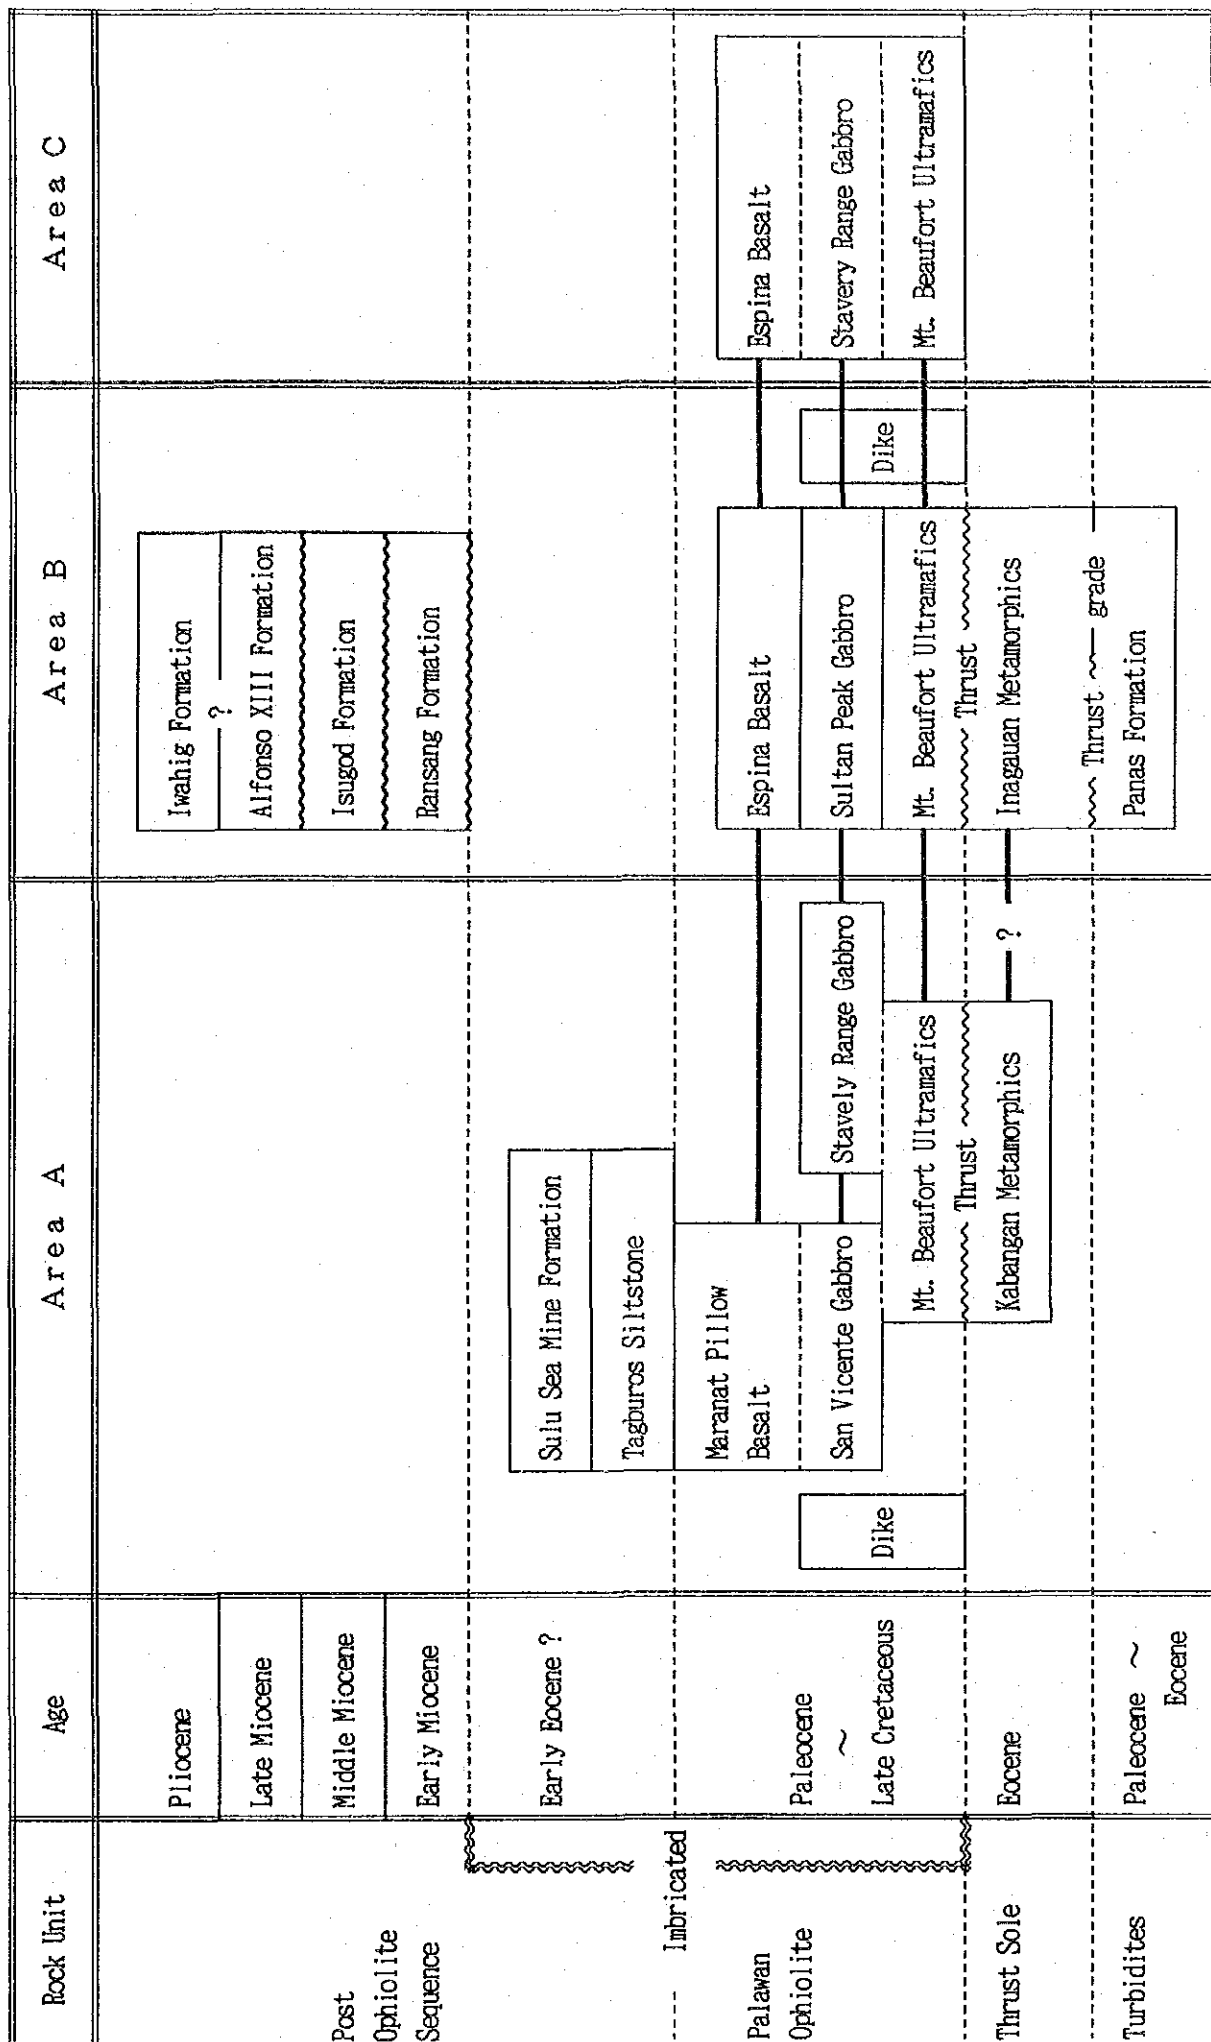 Rock Unit
Age
Area A
Area B
Area C
Post
Ophiolite
Sequence
Pliocene
Late Miocene
Middle Miocene
Early Miocene
Iwahig Formation
?
Alfonso XIII Formation
Isugod Formation
Ransang Formation
Early Eocene ?
Sulu Sea Mine Formation
Tagburos Siltstone
Imbricated
Palawan
Ophiolite
Paleocene
~
Late Cretaceous
Dike
Maranat Pillow
Basalt
San Vicente Gabbro
Stavely Range Gabbro
Mt. Beaufort Ultramafics
Thrust
Kabangan Metamorphics
?
Espina Basalt
Sultan Peak Gabbro
Mt. Beaufort Ultramafics
Thrust
Inagauan Metamorphics
Thrust
grade
Panas Formation
Dike
Espina Basalt
Stavery Range Gabbro
Mt. Beaufort Ultramafics
Thrust Sole
Eocene
Turbidites
Paleocene ~
Eocene